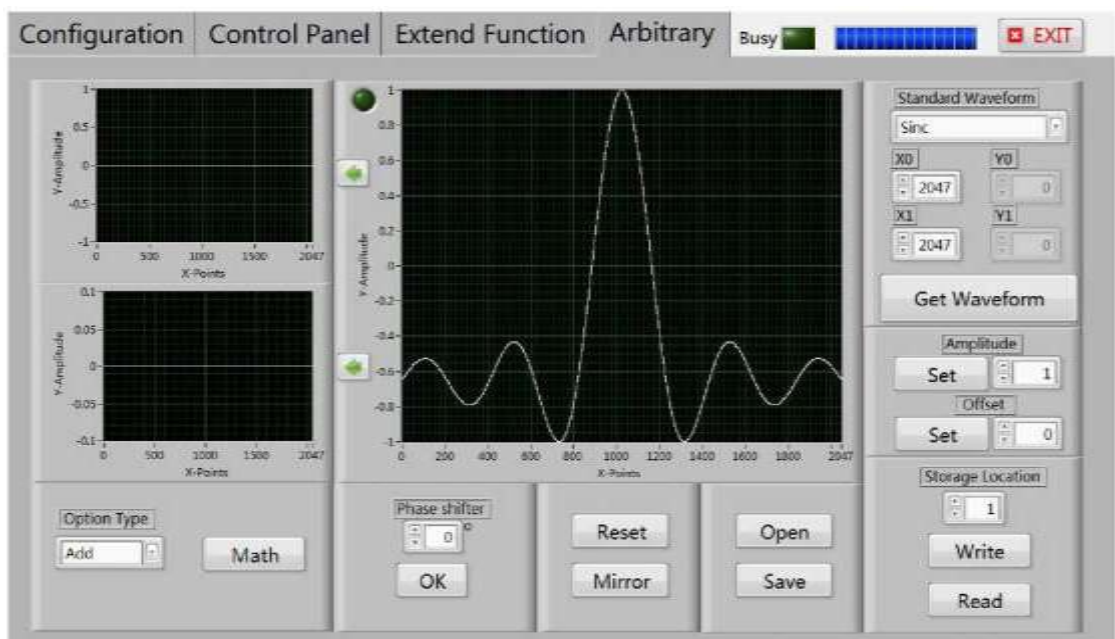 Configuration Control Panel Extend Function Arbitrary Busy EXIT
1
0.5
0
-0.5
-1
Y-Amplitude
0 500 1000 1500 2047
X-Points
0.1
0.05
0
-0.05
-0.1
Y-Amplitude
0 500 1000 1500 2047
X-Points
Option Type
Add
Math
1
0.8
0.6
0.4
0.2
0
-0.2
-0.4
-0.6
-0.8
-1
Y-Amplitude
0 200 400 600 800 1000 1200 1400 1600 1800 2047
X-Points
Phase shifter
0 °
OK
Reset
Mirror
Open
Save
Standard Waveform
Sinc
X0 Y0
2047 0
X1 Y1
2047 0
Get Waveform
Amplitude
Set 1
Offset
Set 0
Storage Location
1
Write
Read